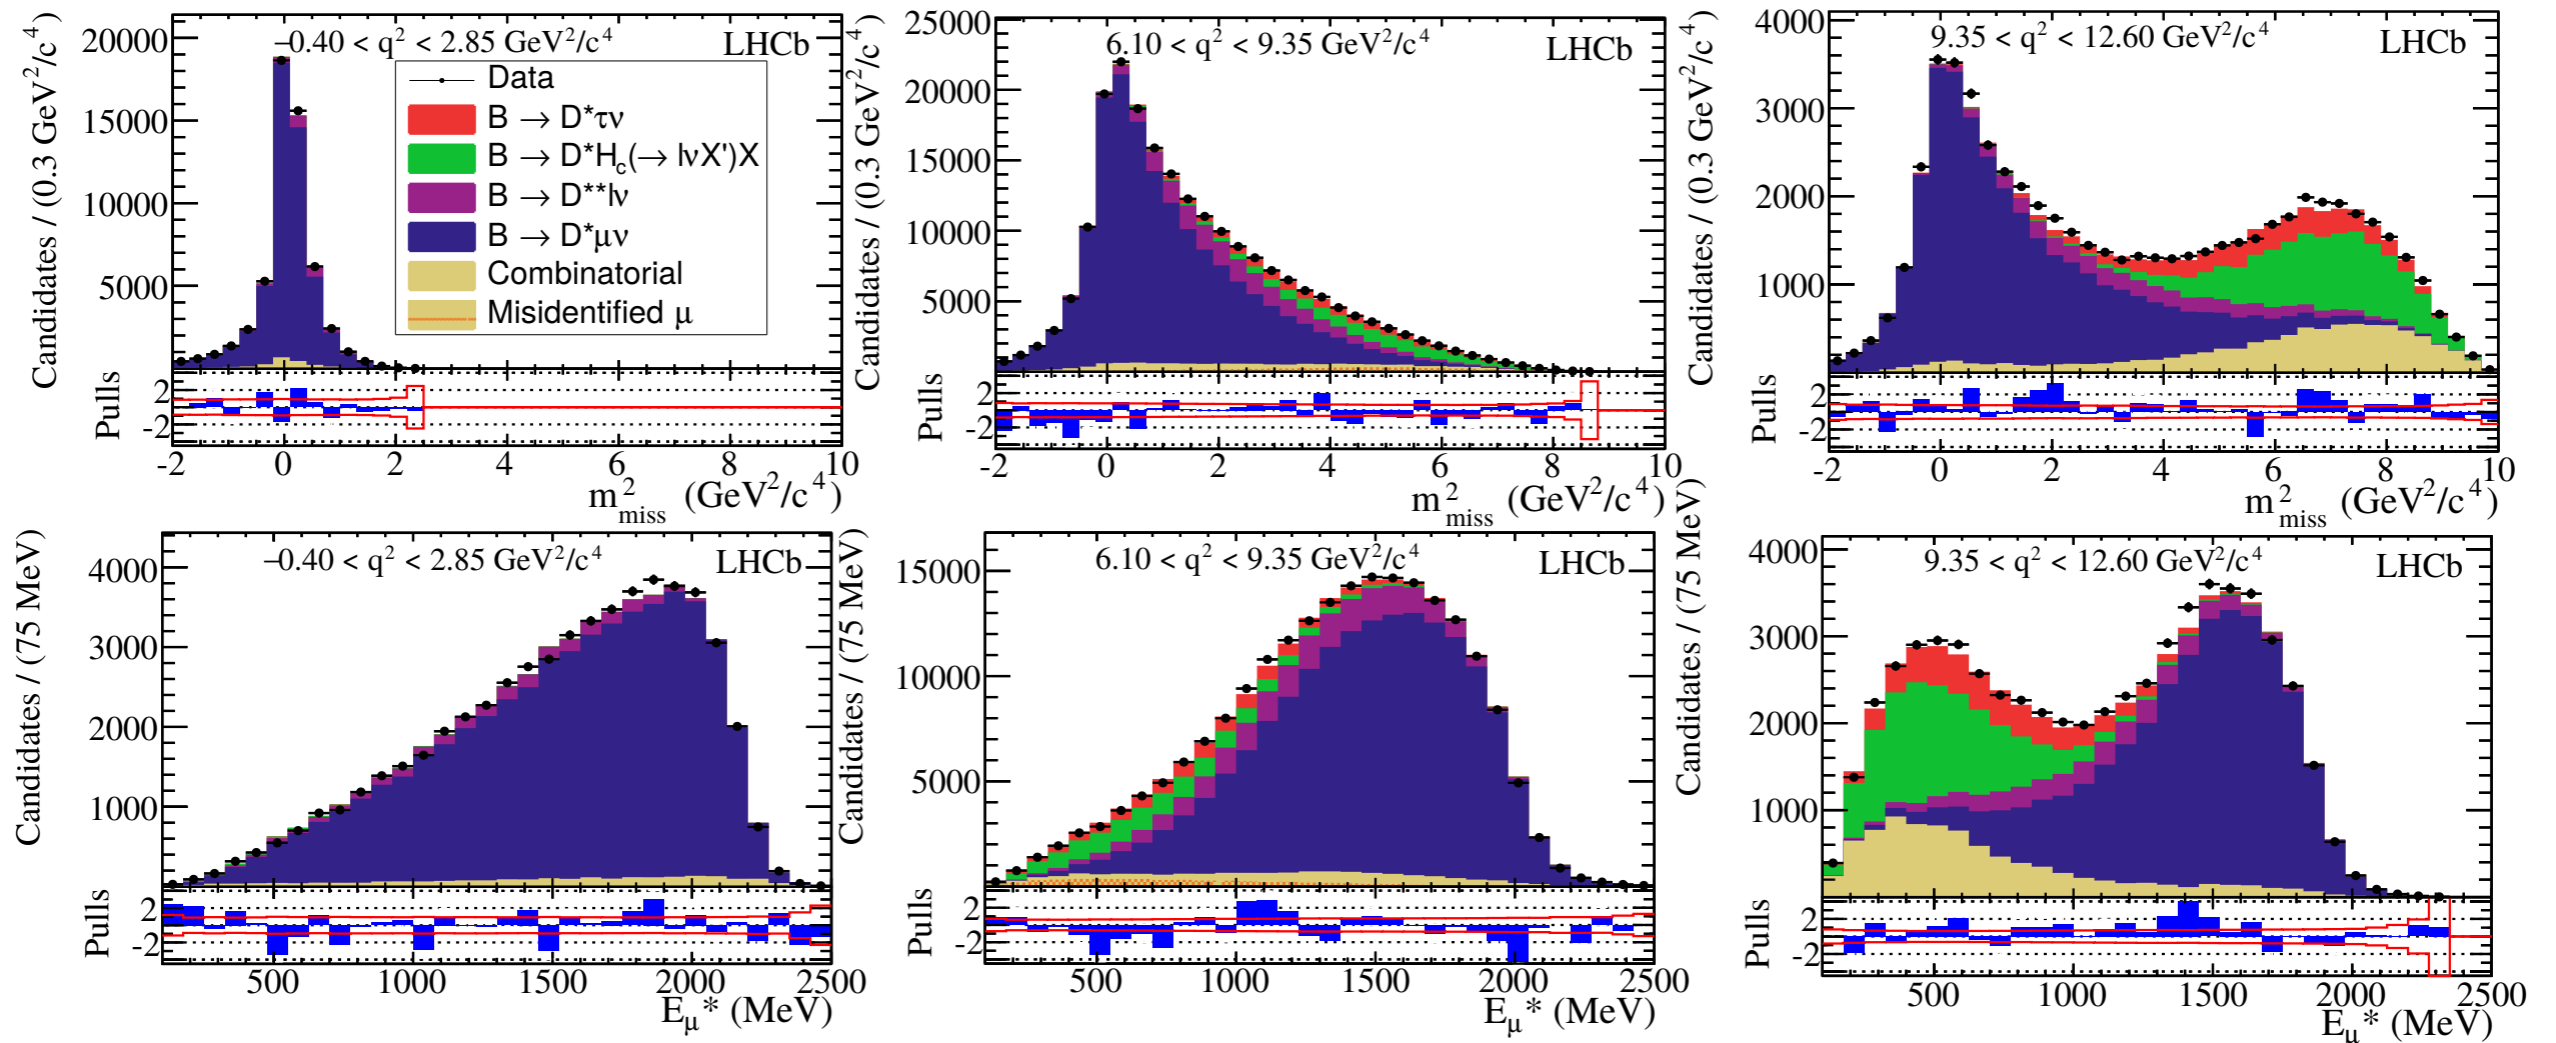 Candidates / (0.3 GeV²/c⁴)
20000
15000
10000
5000
−0.40 < q² < 2.85 GeV²/c⁴
LHCb
Data
B → D*τν
B → D*H_c(→ lνX')X
B → D**lν
B → D*μν
Combinatorial
Misidentified μ
Pulls
2
-2
-2 0 2 4 6 8 10
m²_miss (GeV²/c⁴)
Candidates / (0.3 GeV²/c⁴)
25000
20000
15000
10000
5000
6.10 < q² < 9.35 GeV²/c⁴
LHCb
Pulls
2
-2
-2 0 2 4 6 8 10
m²_miss (GeV²/c⁴)
Candidates / (0.3 GeV²/c⁴)
4000
3000
2000
1000
9.35 < q² < 12.60 GeV²/c⁴
LHCb
Pulls
2
-2
-2 0 2 4 6 8 10
m²_miss (GeV²/c⁴)
Candidates / (75 MeV)
4000
3000
2000
1000
−0.40 < q² < 2.85 GeV²/c⁴
LHCb
Pulls
2
-2
500 1000 1500 2000 2500
E_μ* (MeV)
Candidates / (75 MeV)
15000
10000
5000
6.10 < q² < 9.35 GeV²/c⁴
LHCb
Pulls
2
-2
500 1000 1500 2000 2500
E_μ* (MeV)
Candidates / (75 MeV)
4000
3000
2000
1000
9.35 < q² < 12.60 GeV²/c⁴
LHCb
Pulls
2
-2
500 1000 1500 2000 2500
E_μ* (MeV)